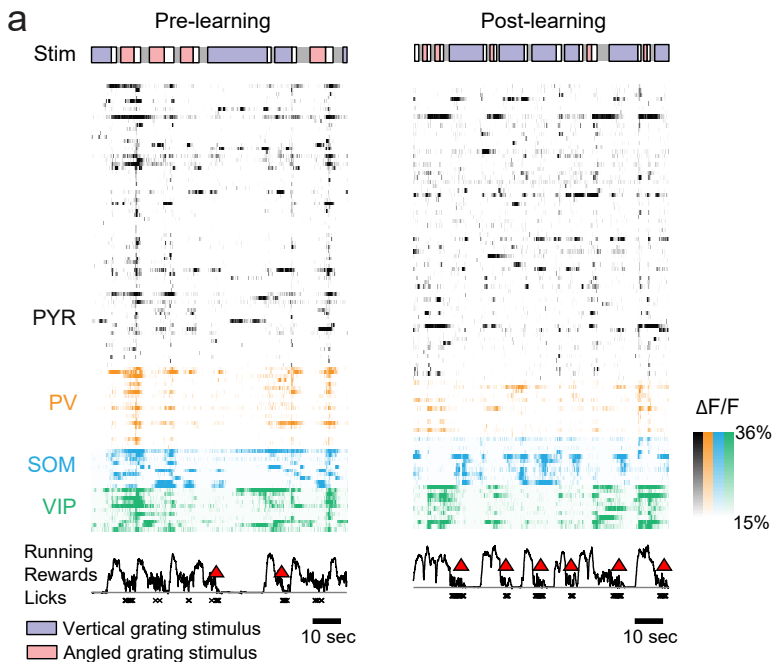 a
Pre-learning
Post-learning
Stim
PYR
PV
SOM
VIP
ΔF/F
36%
15%
Running
Rewards
Licks
Vertical grating stimulus
Angled grating stimulus
10 sec
10 sec